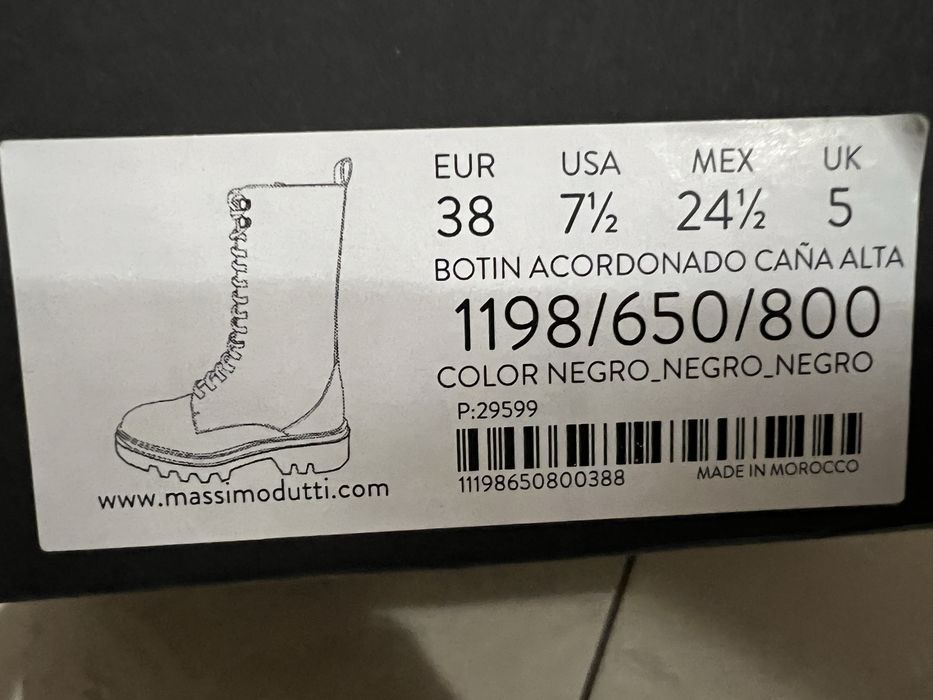 EUR USA MEX UK
38 7½ 24½ 5
BOTIN ACORDONADO CAÑA ALTA
1198/650/800
COLOR NEGRO_NEGRO_NEGRO
P:29599
11198650800388 MADE IN MOROCCO
www.massimodutti.com